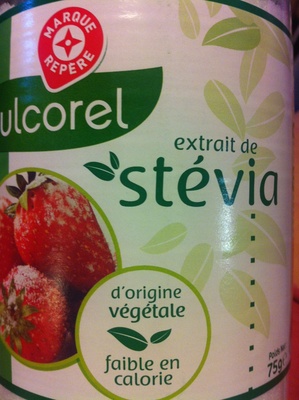 MARQUE
REPÈRE
ulcorel
extrait de
stévia
d'origine
végétale
faible en
calorie
75g